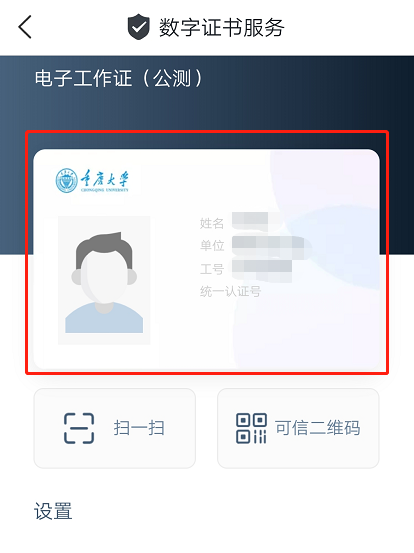 数字证书服务
电子工作证（公测）
重庆大学
CHONGQING UNIVERSITY
姓名
单位
工号
统一认证号
扫一扫
可信二维码
设置